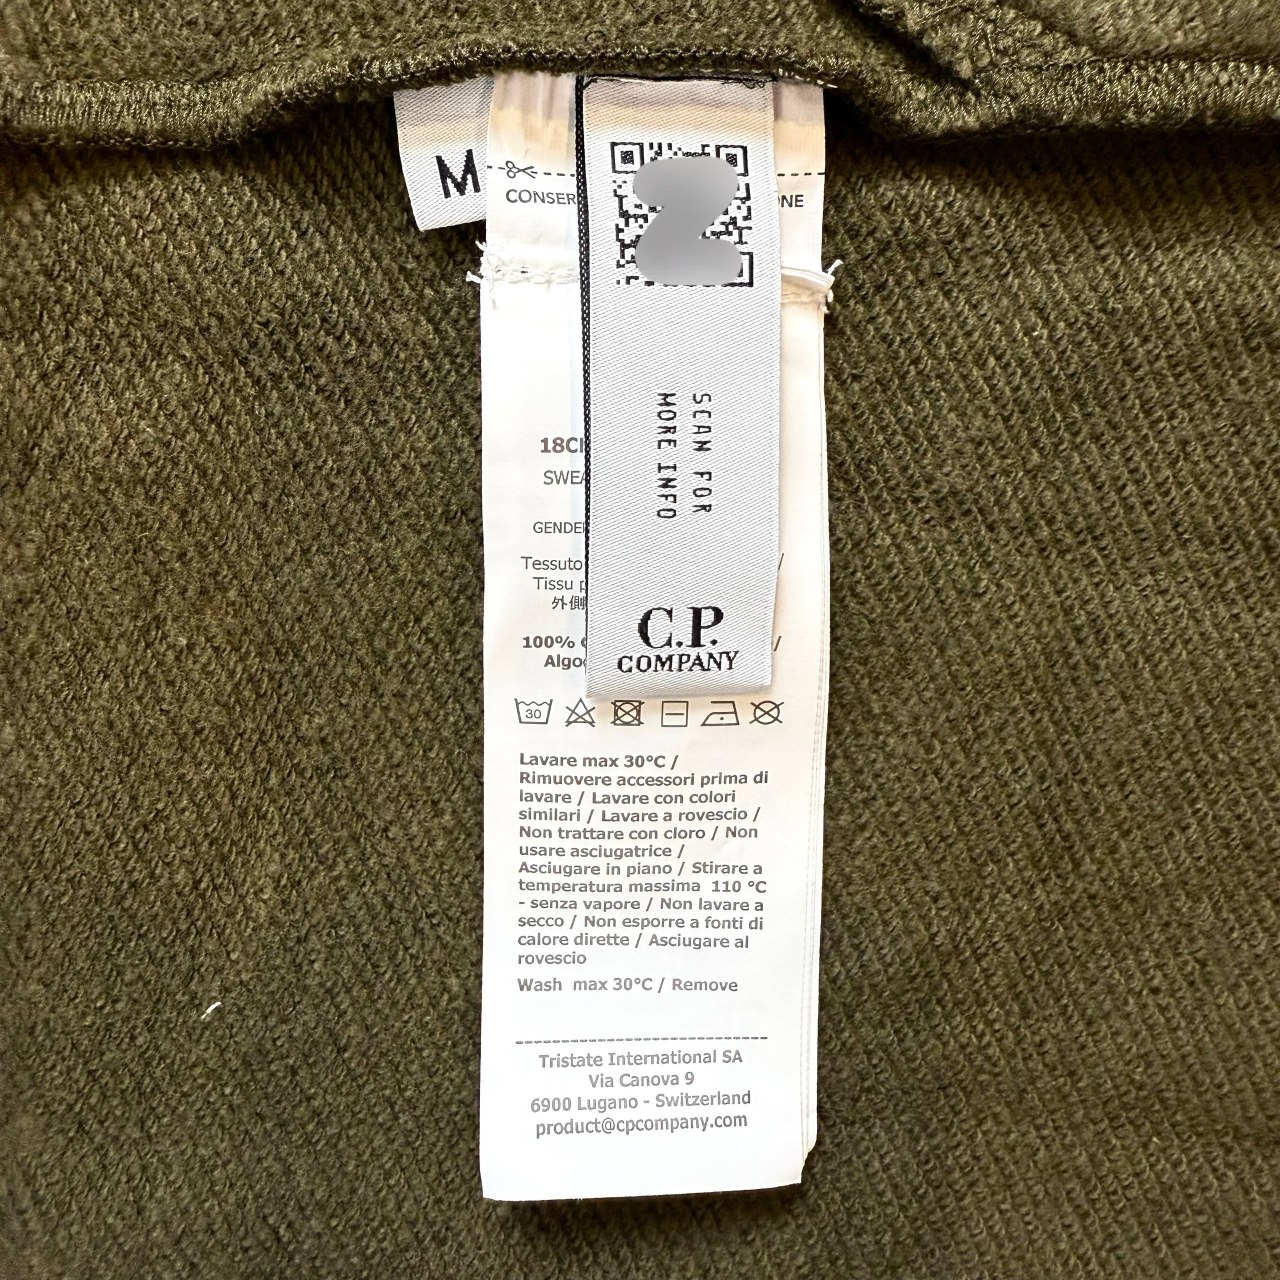 M
CONSER
ONE
SCAN FOR
MORE INFO
C.P.
COMPANY
18C
SWEA
GENDE
Tessuto /
Tissu p
外側
100% /
Algo
30
Lavare max 30°C /
Rimuovere accessori prima di
lavare / Lavare con colori
similari / Lavare a rovescio /
Non trattare con cloro / Non
usare asciugatrice /
Asciugare in piano / Stirare a
temperatura massima 110 °C
- senza vapore / Non lavare a
secco / Non esporre a fonti di
calore dirette / Asciugare al
rovescio
Wash max 30°C / Remove
Tristate International SA
Via Canova 9
6900 Lugano - Switzerland
product@cpcompany.com